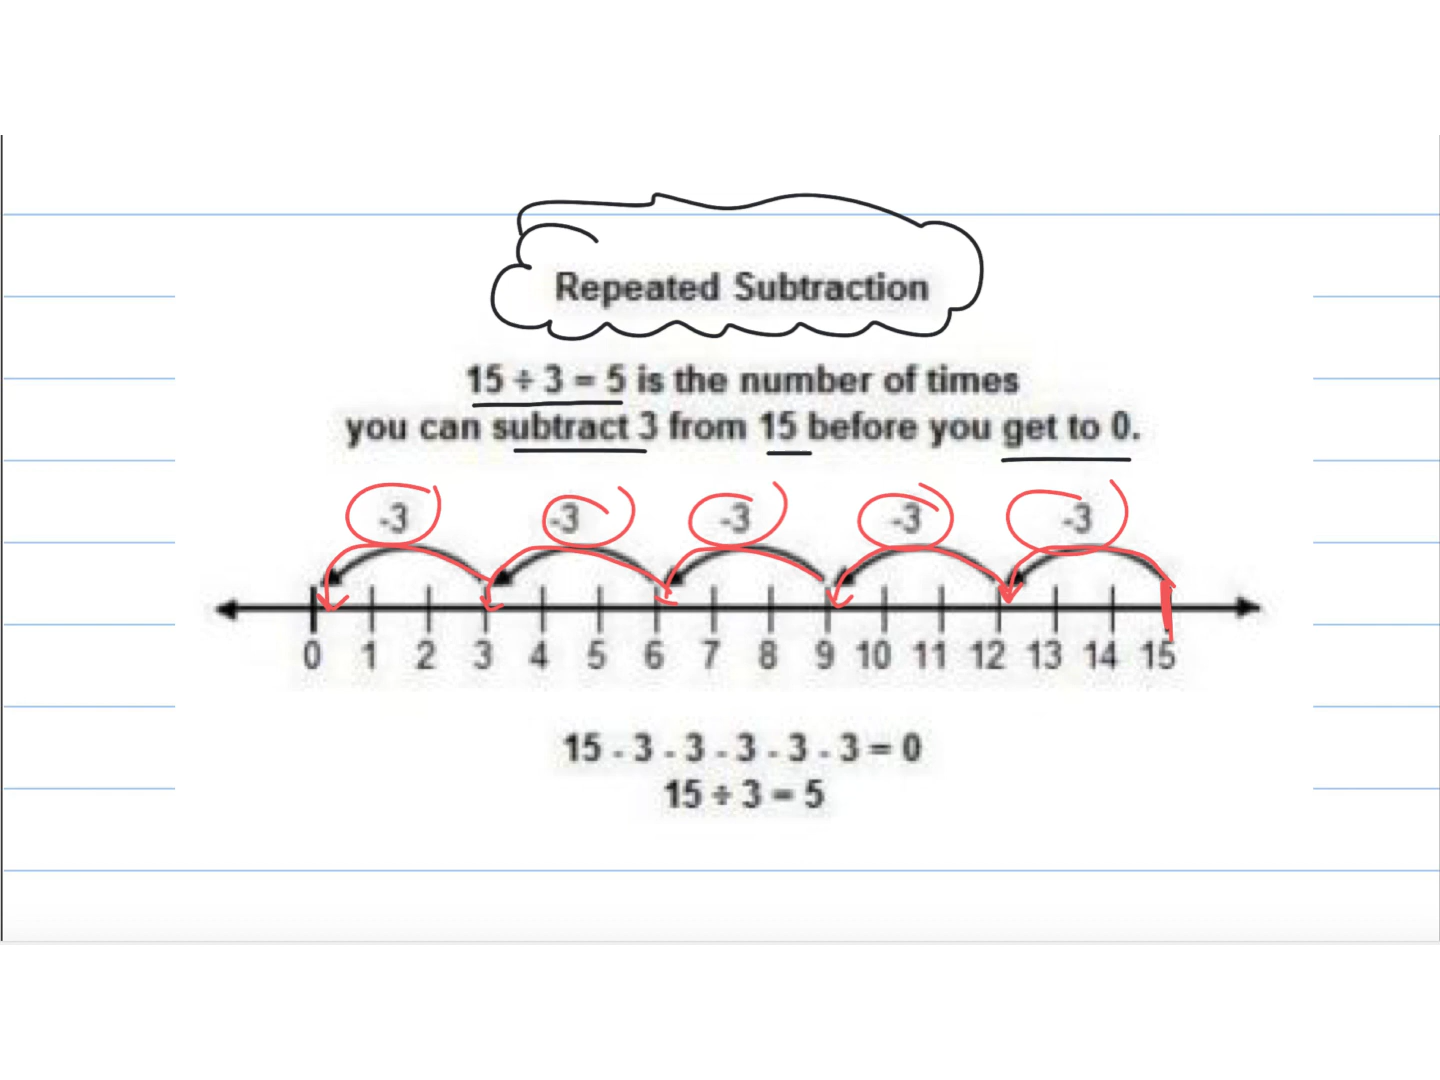 Repeated Subtraction
15 ÷ 3 = 5 is the number of times
you can subtract 3 from 15 before you get to 0.
-3 -3 -3 -3 -3
0 1 2 3 4 5 6 7 8 9 10 11 12 13 14 15
15 - 3 - 3 - 3 - 3 - 3 = 0
15 ÷ 3 = 5